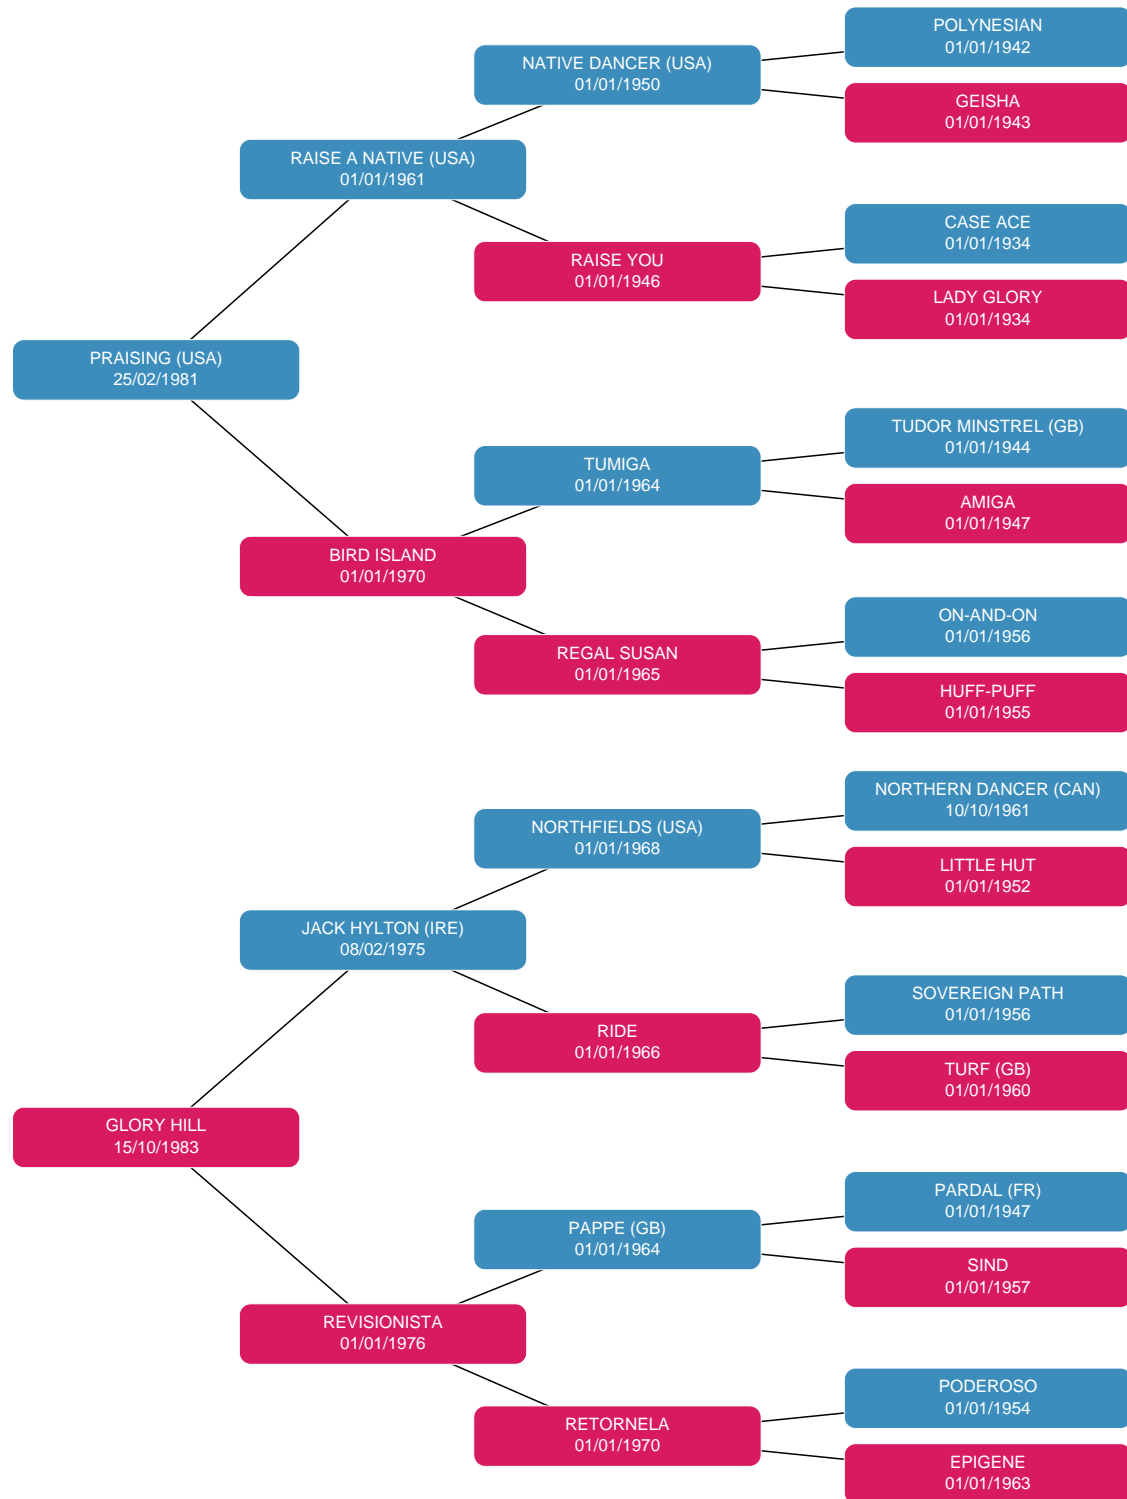 POLYNESIAN
01/01/1942
NATIVE DANCER (USA)
01/01/1950
GEISHA
01/01/1943
RAISE A NATIVE (USA)
01/01/1961
CASE ACE
01/01/1934
RAISE YOU
01/01/1946
LADY GLORY
01/01/1934
PRAISING (USA)
25/02/1981
TUDOR MINSTREL (GB)
01/01/1944
TUMIGA
01/01/1964
AMIGA
01/01/1947
BIRD ISLAND
01/01/1970
ON-AND-ON
01/01/1956
REGAL SUSAN
01/01/1965
HUFF-PUFF
01/01/1955
NORTHERN DANCER (CAN)
10/10/1961
NORTHFIELDS (USA)
01/01/1968
LITTLE HUT
01/01/1952
JACK HYLTON (IRE)
08/02/1975
SOVEREIGN PATH
01/01/1956
RIDE
01/01/1966
TURF (GB)
01/01/1960
GLORY HILL
15/10/1983
PARDAL (FR)
01/01/1947
PAPPE (GB)
01/01/1964
SIND
01/01/1957
REVISIONISTA
01/01/1976
PODEROSO
01/01/1954
RETORNELA
01/01/1970
EPIGENE
01/01/1963